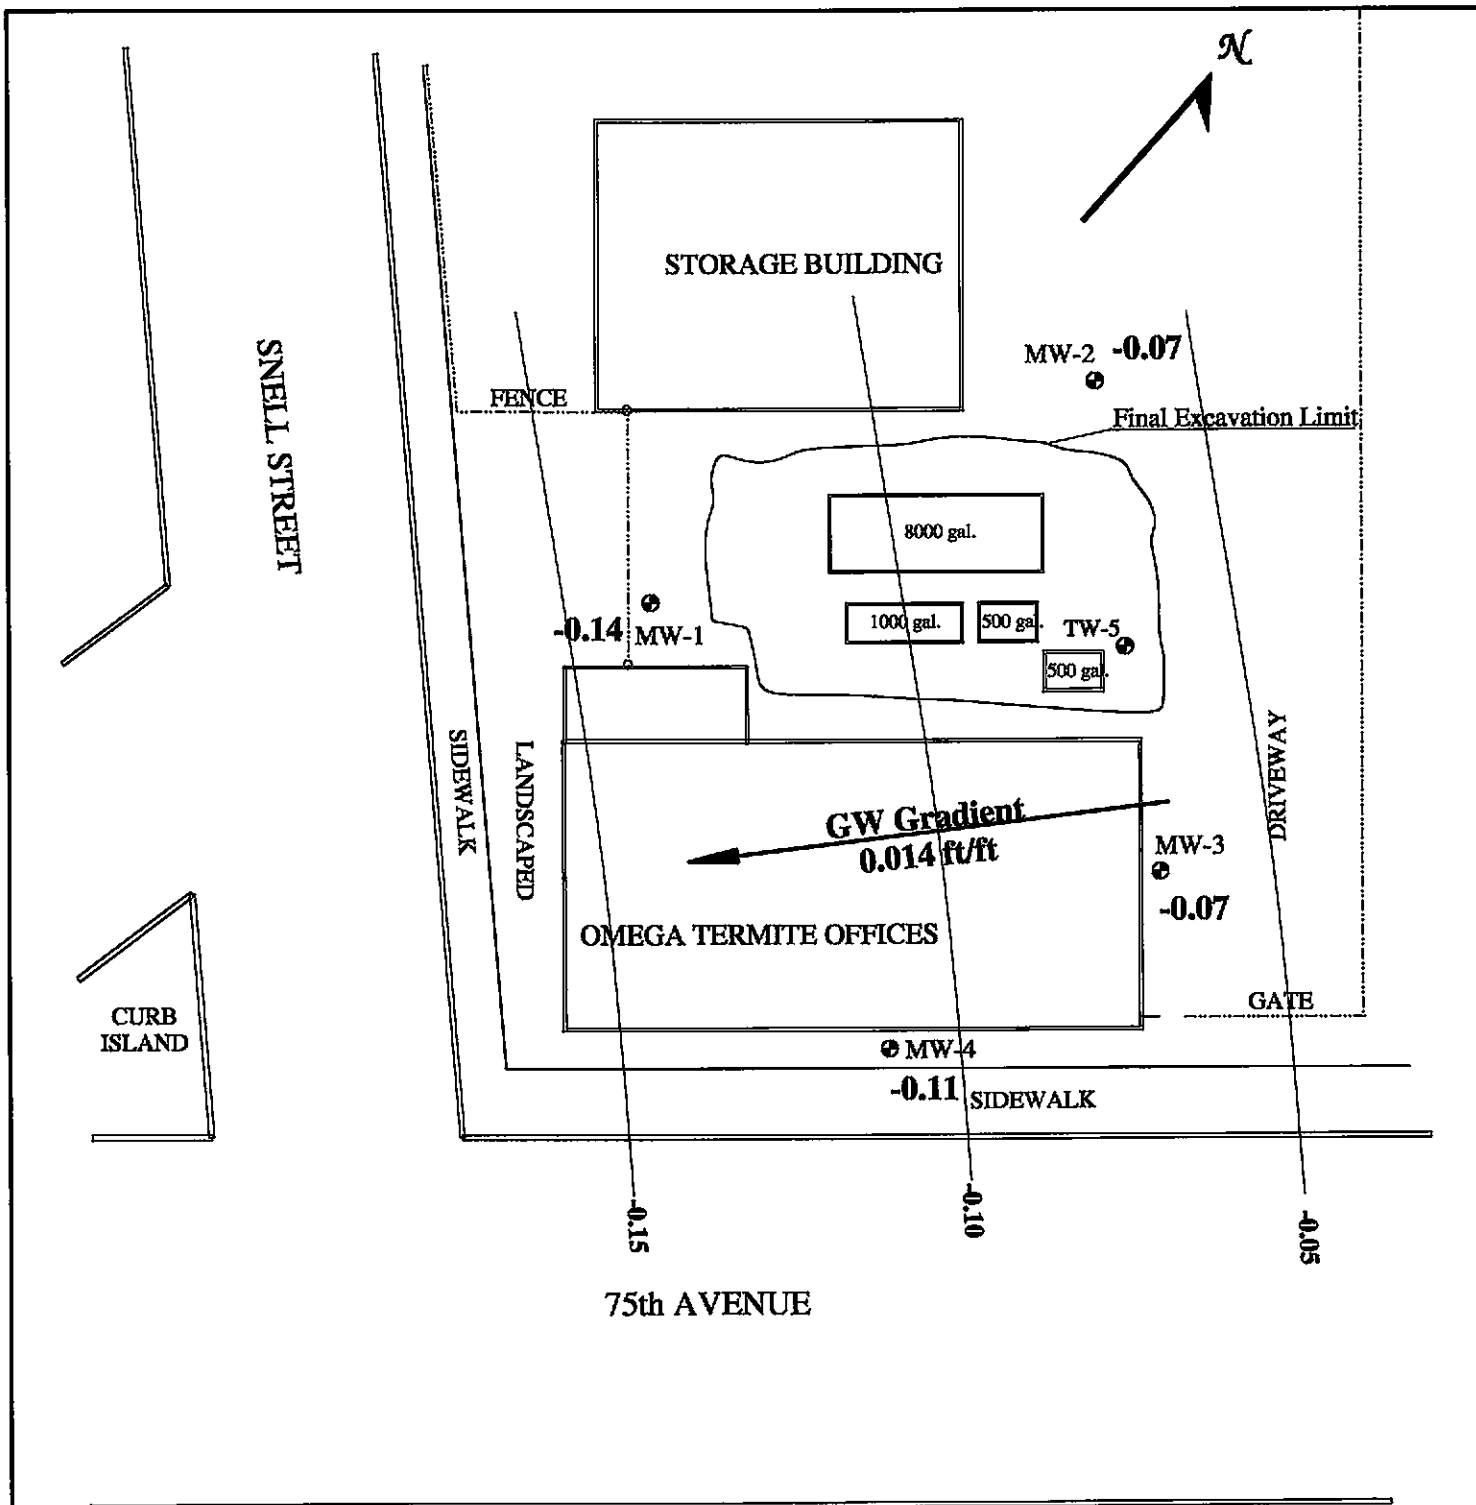 N
STORAGE BUILDING
SNELL STREET
MW-2 -0.07
FENCE
Final Excavation Limit
8000 gal.
1000 gal.
500 gal.
TW-5
-0.14 MW-1
500 gal.
SIDEWALK
LANDSCAPED
DRIVEWAY
GW Gradient
0.014 ft/ft
MW-3
-0.07
OMEGA TERMITE OFFICES
GATE
CURB
ISLAND
MW-4
-0.11
SIDEWALK
-0.15
-0.10
-0.05
75th AVENUE